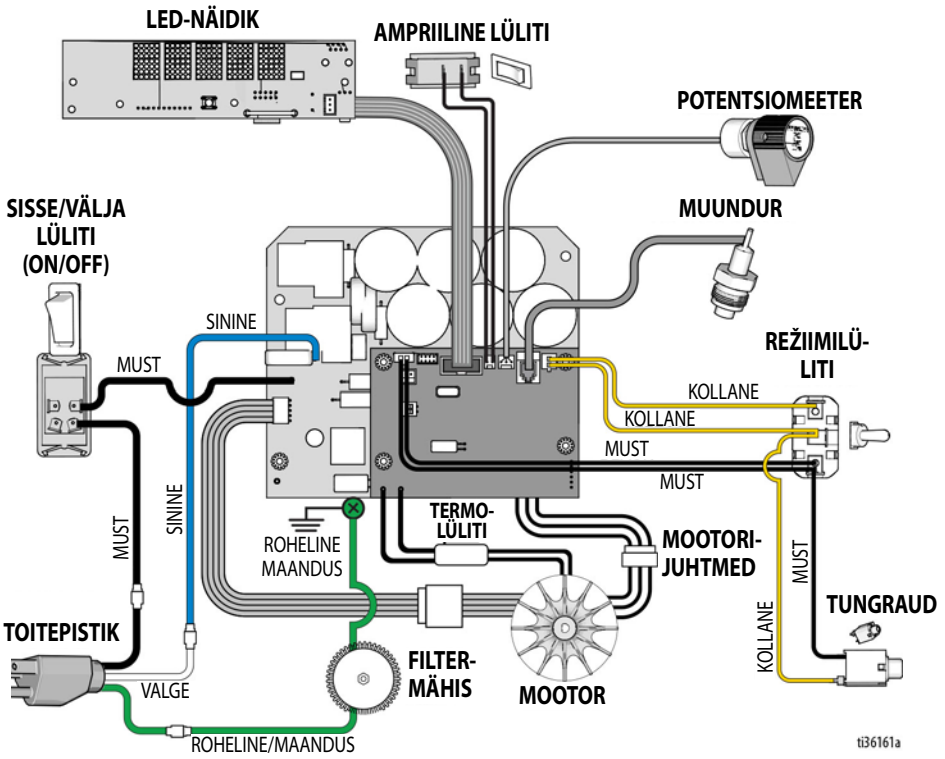 LED-NÄIDIK
AMPRIILINE LÜLITI
POTENTSIOMEETER
MUUNDUR
SISSE/VÄLJA
LÜLITI
(ON/OFF)
SININE
MUST
REŽIIMILÜ-
LITI
KOLLANE
KOLLANE
MUST
MUST
MUST
SININE
ROHELINE
MAANDUS
TERMO-
LÜLITI
MOOTORI-
JUHTMED
MUST
KOLLANE
TUNGRAUD
TOITEPISTIK
VALGE
FILTER-
MÄHIS
MOOTOR
ROHELINE/MAANDUS
ti36161a